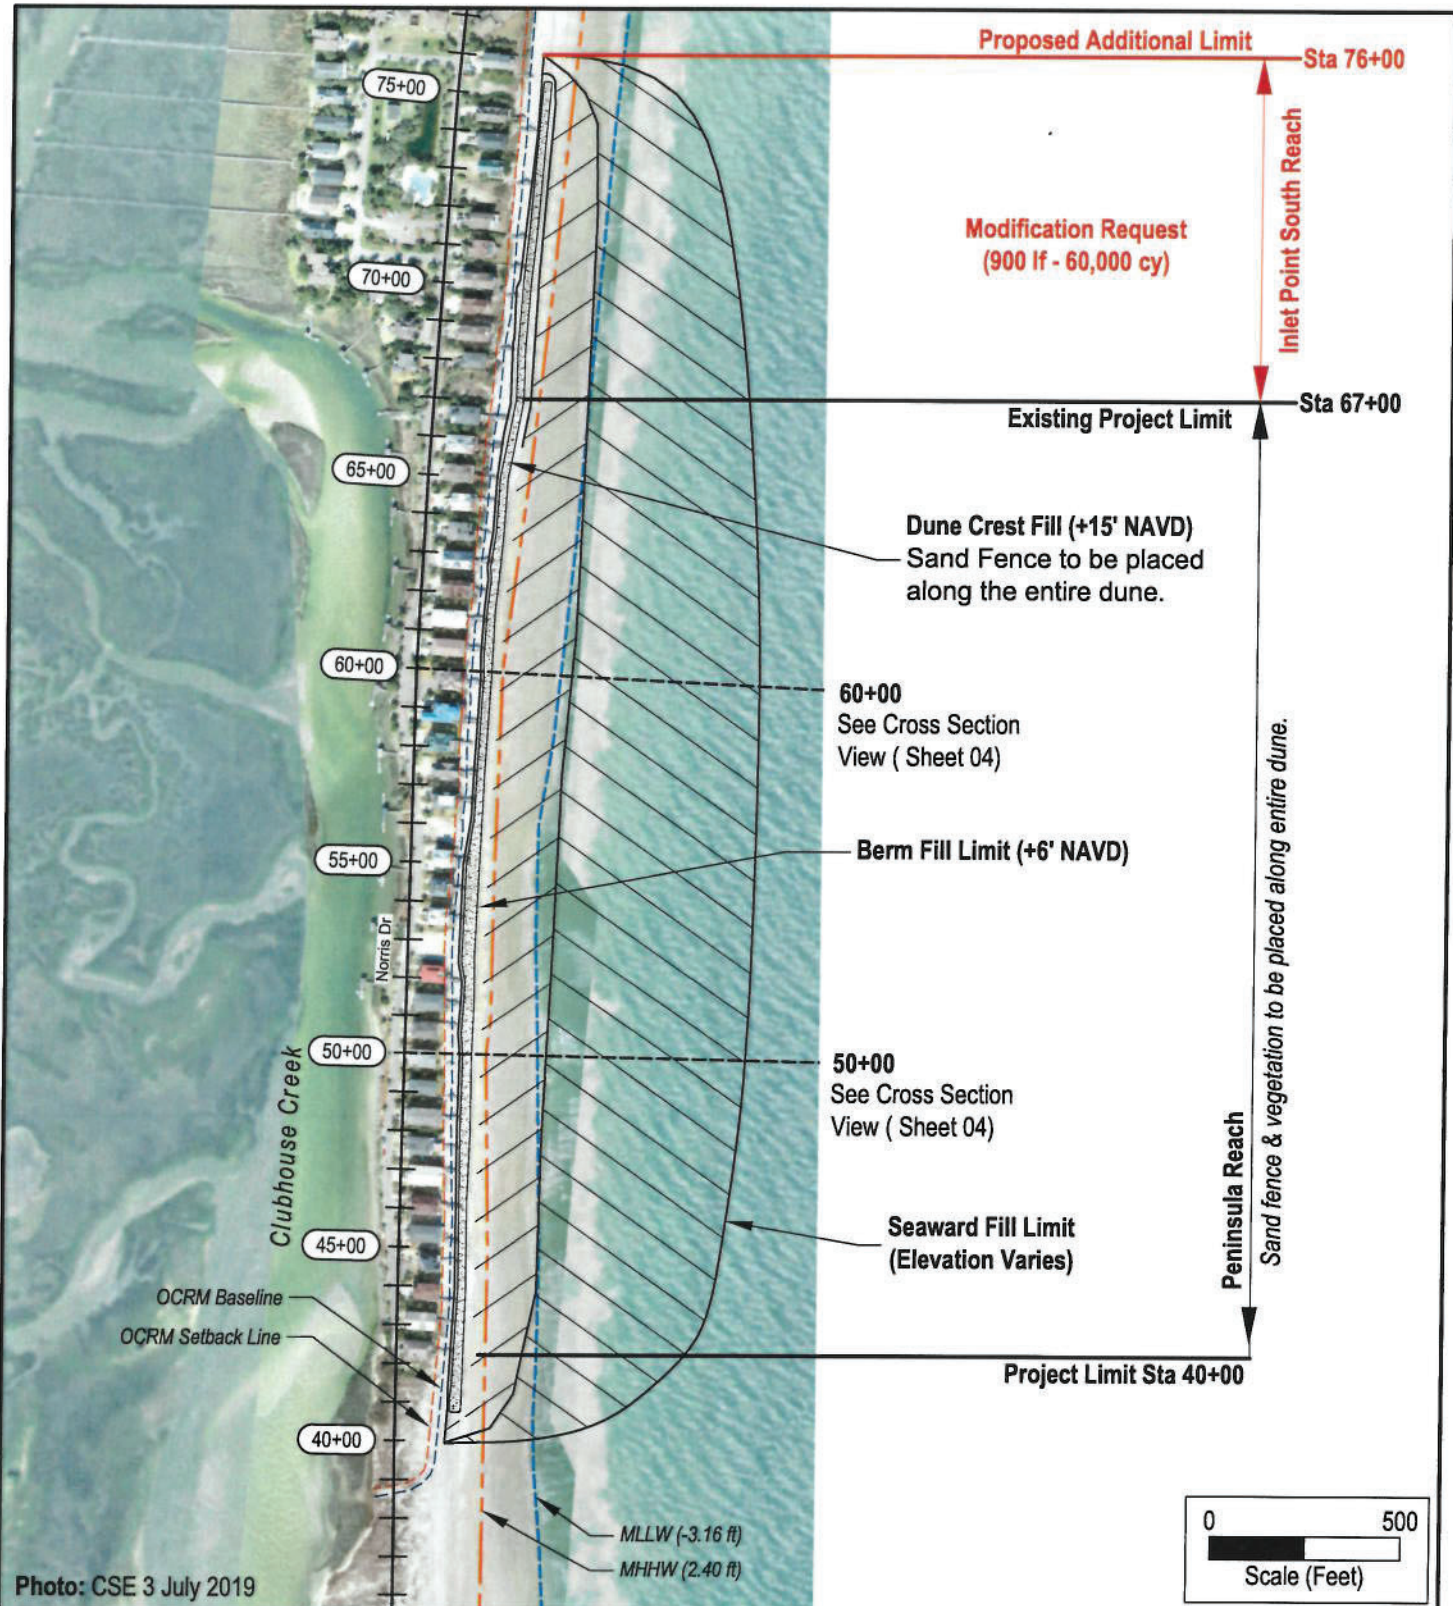 Proposed Additional Limit
Sta 76+00
75+00
Inlet Point South Reach
Modification Request
(900 lf - 60,000 cy)
70+00
Existing Project Limit
Sta 67+00
65+00
Dune Crest Fill (+15' NAVD)
Sand Fence to be placed
along the entire dune.
60+00
60+00
See Cross Section
View ( Sheet 04)
Berm Fill Limit (+6' NAVD)
55+00
Norris Dr
Sand fence & vegetation to be placed along entire dune.
Peninsula Reach
50+00
50+00
See Cross Section
View ( Sheet 04)
Clubhouse Creek
Seaward Fill Limit
(Elevation Varies)
45+00
OCRM Baseline
OCRM Setback Line
Project Limit Sta 40+00
40+00
MLLW (-3.16 ft)
MHHW (2.40 ft)
0 500
Scale (Feet)
Photo: CSE 3 July 2019